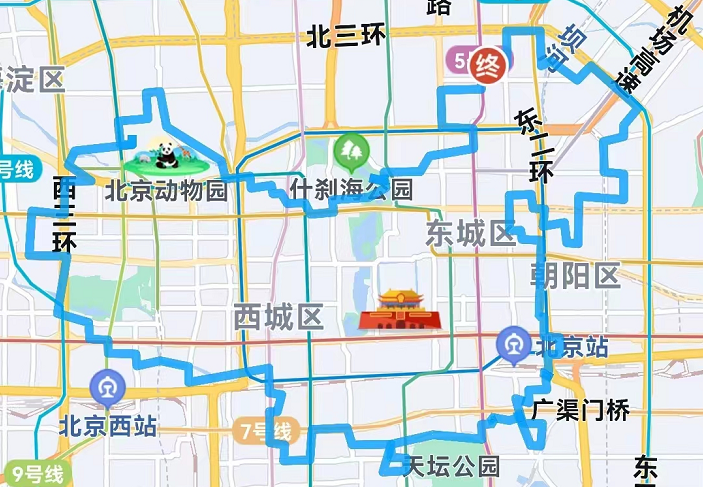 路
机场高速
北三环
坝河
5
终
淀区
东二环
号线
西三环
北京动物园
什刹海公园
东城区
朝阳区
西城区
北京站
北京西站
广渠门桥
7号线
天坛公园
9号线
东